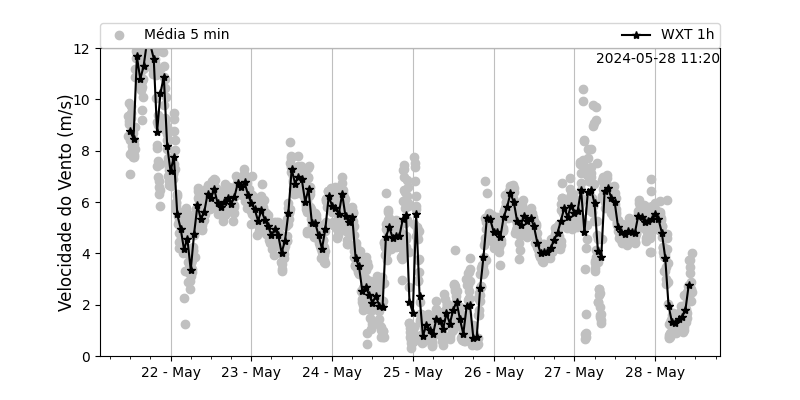 Média 5 min
WXT 1h
2024-05-28 11:20
Velocidade do Vento (m/s)
12
10
8
6
4
2
0
22 - May
23 - May
24 - May
25 - May
26 - May
27 - May
28 - May